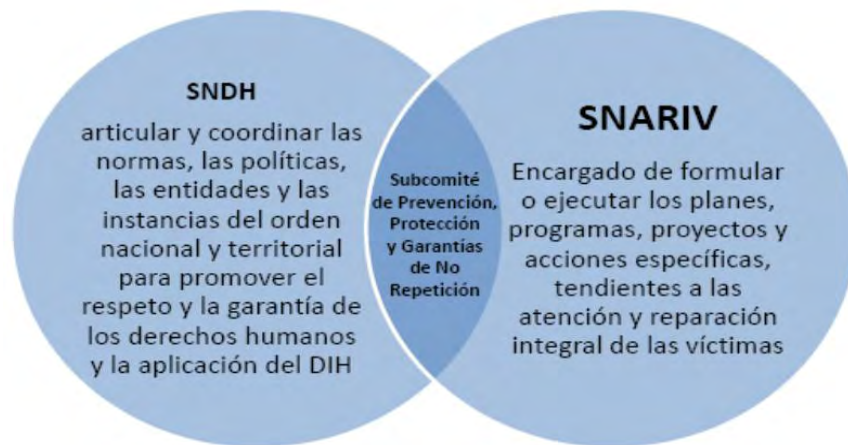 SNDH
articular y coordinar las
normas, las políticas,
las entidades y las
instancias del orden
nacional y territorial
para promover el
respeto y la garantía de
los derechos humanos
y la aplicación del DIH
Subcomité
de Prevención,
Protección
y Garantías
de No
Repetición
SNARIV
Encargado de formular
o ejecutar los planes,
programas, proyectos y
acciones específicas,
tendientes a las
atención y reparación
integral de las víctimas